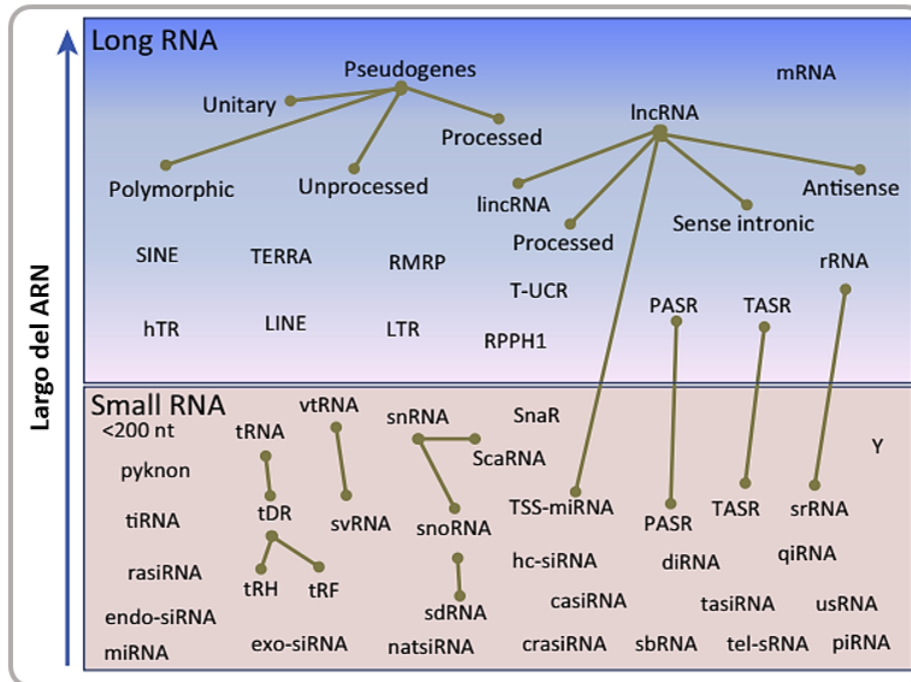 Largo del ARN
Long RNA
Pseudogenes
mRNA
Unitary
lncRNA
Processed
Polymorphic
Unprocessed
lincRNA
Antisense
Processed
Sense intronic
SINE
TERRA
RMRP
rRNA
T-UCR
PASR
TASR
hTR
LINE
LTR
RPPH1
Small RNA
<200 nt
vtRNA
snRNA
SnaR
tRNA
Y
pyknon
ScaRNA
tiRNA
tDR
svRNA
snoRNA
TSS-miRNA
PASR
TASR
srRNA
rasiRNA
tRH
tRF
hc-siRNA
diRNA
qiRNA
endo-siRNA
sdRNA
casiRNA
tasiRNA
usRNA
miRNA
exo-siRNA
natsiRNA
crasiRNA
sbRNA
tel-sRNA
piRNA